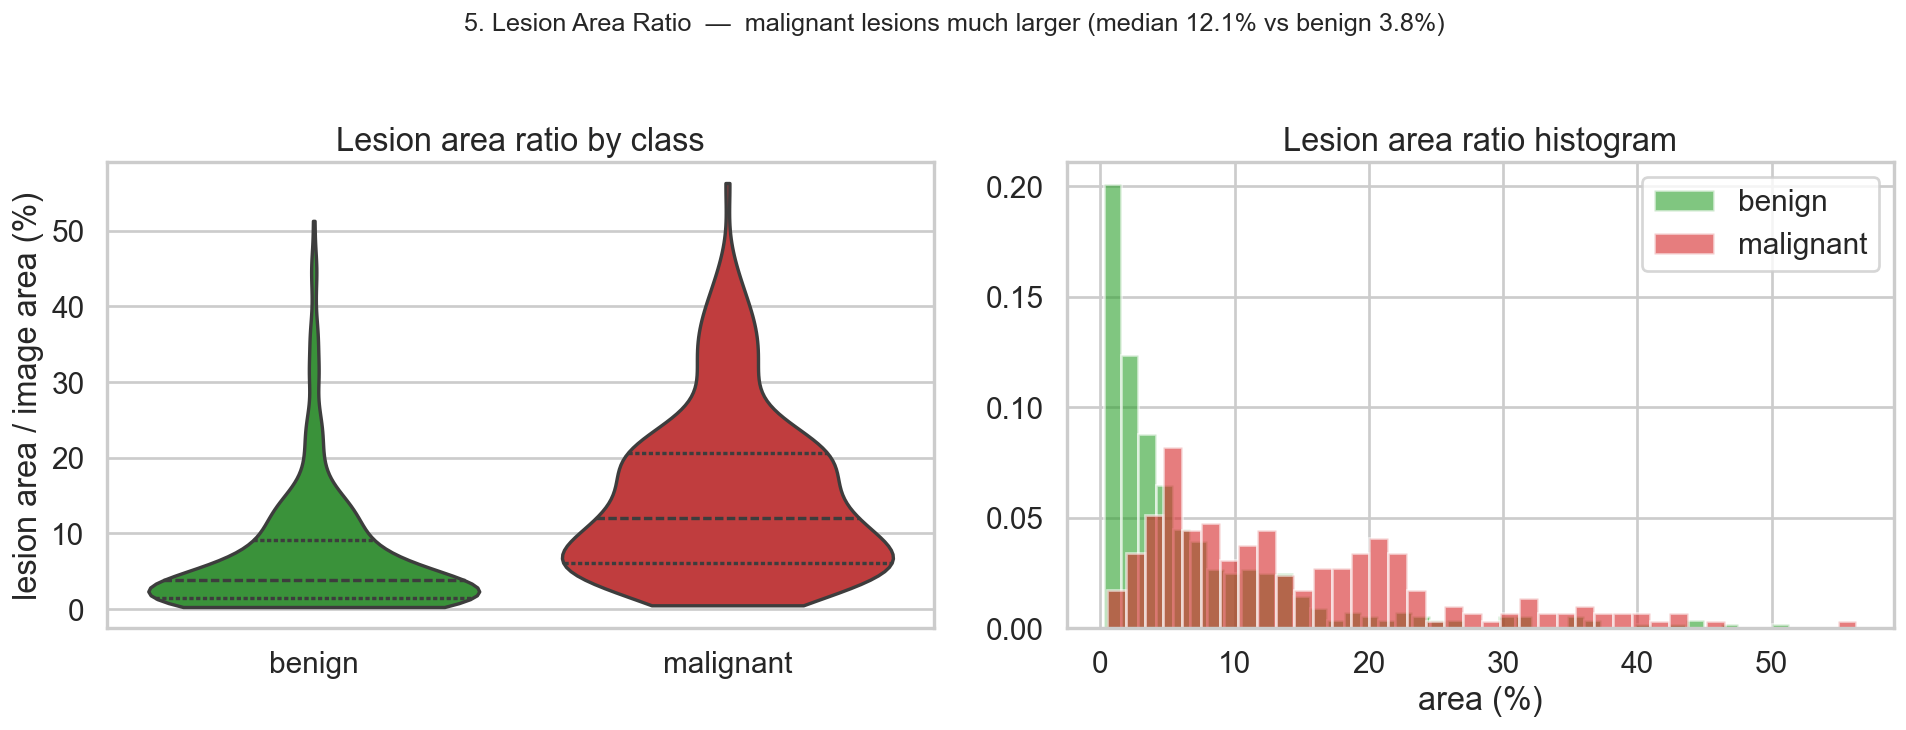 5. Lesion Area Ratio — malignant lesions much larger (median 12.1% vs benign 3.8%)
Lesion area ratio by class
lesion area / image area (%)
50
40
30
20
10
0
benign
malignant
Lesion area ratio histogram
0.20
0.15
0.10
0.05
0.00
benign
malignant
0
10
20
30
40
50
area (%)